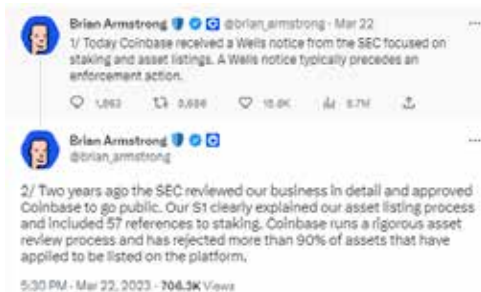 Brian Armstrong @brian_armstrong · Mar 22
1/ Today Coinbase received a Wells notice from the SEC focused on
staking and asset listings. A Wells notice typically precedes an
enforcement action.
Brian Armstrong
@brian_armstrong
2/ Two years ago the SEC reviewed our business in detail and approved
Coinbase to go public. Our S1 clearly explained our asset listing process
and included 57 references to staking. Coinbase runs a rigorous asset
review process and has rejected more than 90% of assets that have
applied to be listed on the platform.
5:30 PM · Mar 22, 2023 · 706.3K Views